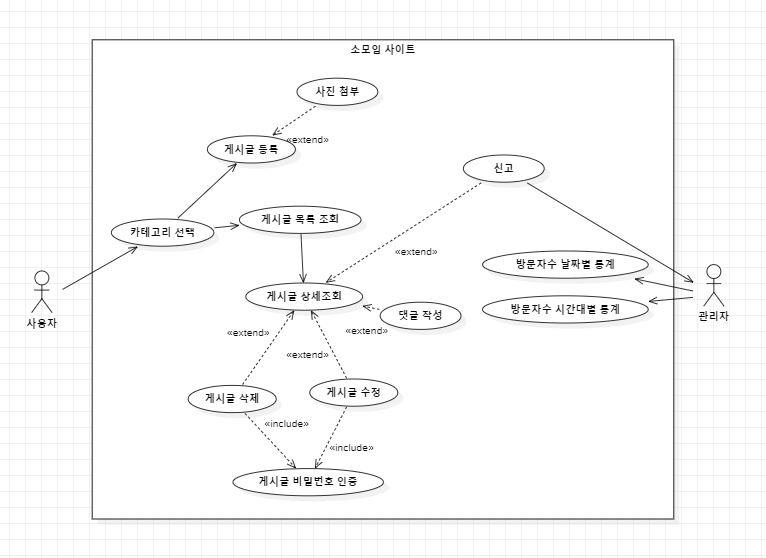 소모임 사이트
사진 첨부
«extend»
게시글 등록
신고
게시글 목록 조회
카테고리 선택
«extend»
방문자수 날짜별 통계
게시글 상세조회
방문자수 시간대별 통계
댓글 작성
관리자
사용자
«extend»
«extend»
«extend»
게시글 삭제
게시글 수정
«include»
«include»
게시글 비밀번호 인증